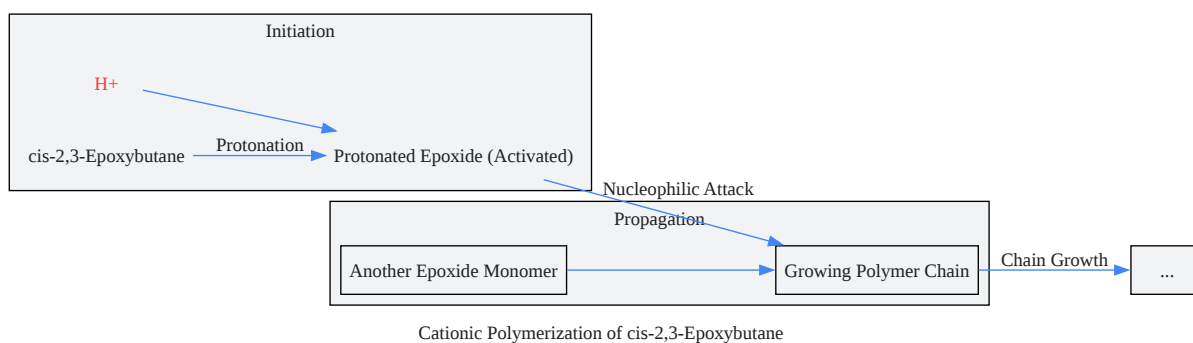 Initiation
H+
cis-2,3-Epoxybutane
Protonation
Protonated Epoxide (Activated)
Nucleophilic Attack
Propagation
Another Epoxide Monomer
Growing Polymer Chain
Chain Growth
...
Cationic Polymerization of cis-2,3-Epoxybutane